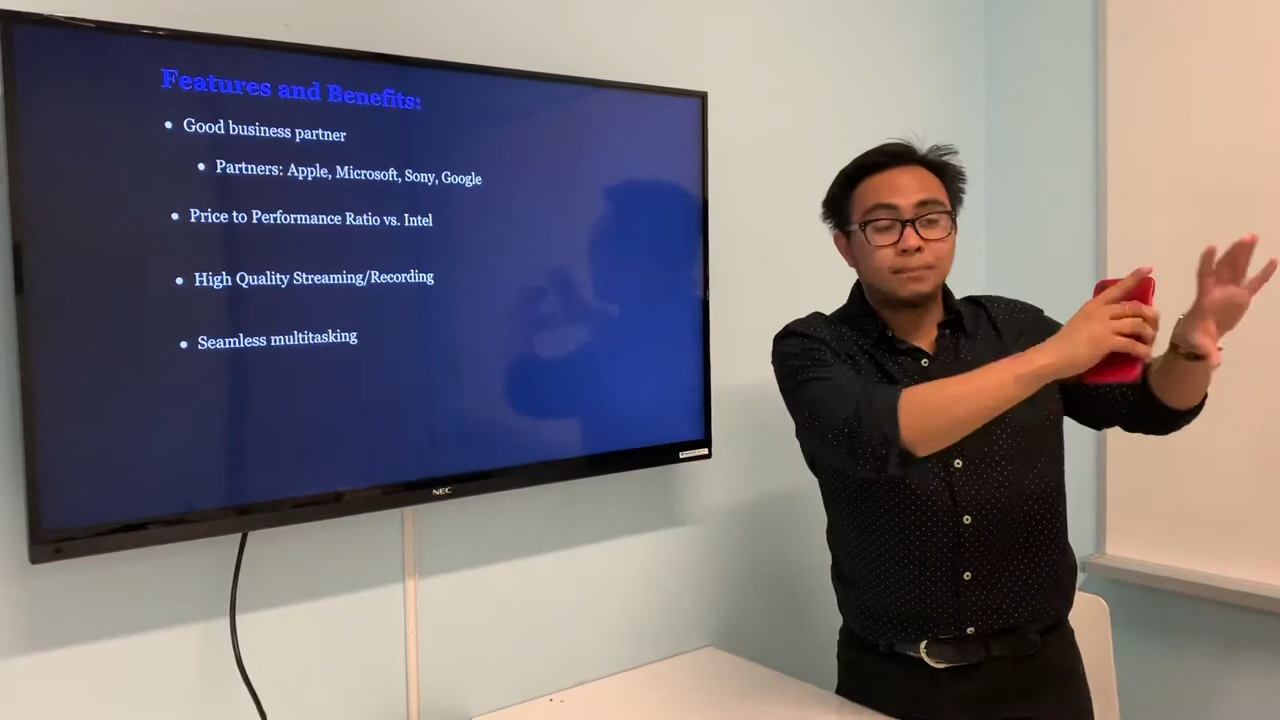 Features and Benefits:
Good business partner
Partners: Apple, Microsoft, Sony, Google
Price to Performance Ratio vs. Intel
High Quality Streaming/Recording
Seamless multitasking
NEC